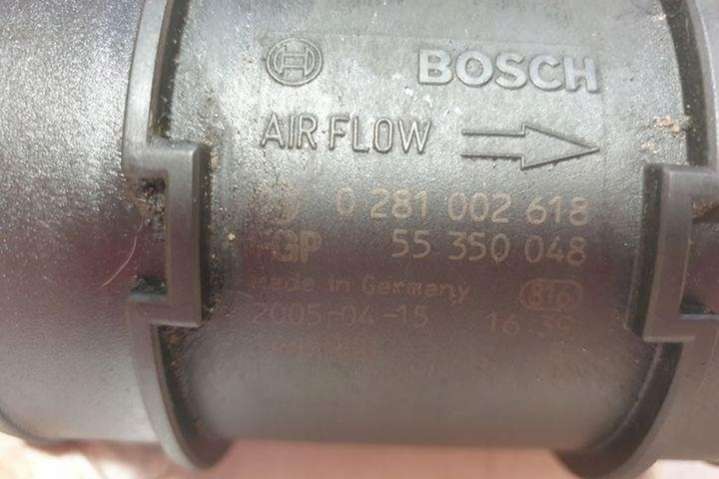 BOSCH
AIR FLOW
0 281 002 618
GP 55 350 048
Made in Germany 816
2005-04-15 16:39